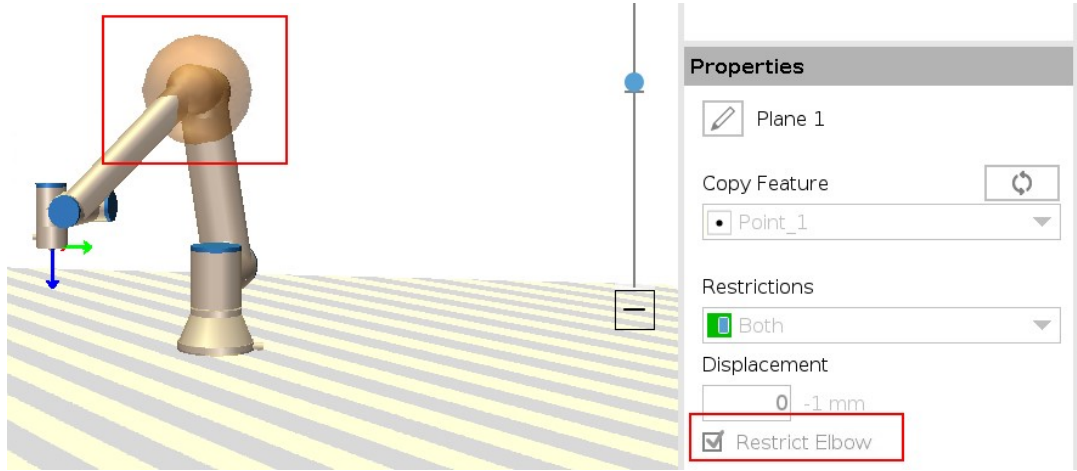 Properties
Plane 1
Copy Feature
Point_1
Restrictions
Both
Displacement
0 -1 mm
Restrict Elbow